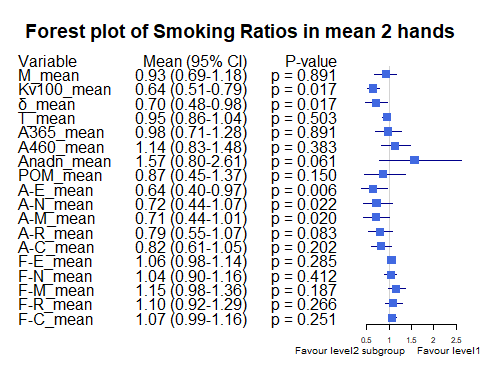 Forest plot of Smoking Ratios in mean 2 hands
Variable Mean (95% CI) P-value
M_mean 0.93 (0.69-1.18) p = 0.891
Kv100_mean 0.64 (0.51-0.79) p = 0.017
δ_mean 0.70 (0.48-0.98) p = 0.017
T_mean 0.95 (0.86-1.04) p = 0.503
A365_mean 0.98 (0.71-1.28) p = 0.891
A460_mean 1.14 (0.83-1.48) p = 0.383
Anadn_mean 1.57 (0.80-2.61) p = 0.061
POM_mean 0.87 (0.45-1.37) p = 0.150
A-E_mean 0.64 (0.40-0.97) p = 0.006
A-N_mean 0.72 (0.44-1.07) p = 0.022
A-M_mean 0.71 (0.44-1.01) p = 0.020
A-R_mean 0.79 (0.55-1.07) p = 0.083
A-C_mean 0.82 (0.61-1.05) p = 0.202
F-E_mean 1.06 (0.98-1.14) p = 0.285
F-N_mean 1.04 (0.90-1.16) p = 0.412
F-M_mean 1.15 (0.98-1.36) p = 0.187
F-R_mean 1.10 (0.92-1.29) p = 0.266
F-C_mean 1.07 (0.99-1.16) p = 0.251
0.5 1 1.5 2 2.5
Favour level2 subgroup Favour level1